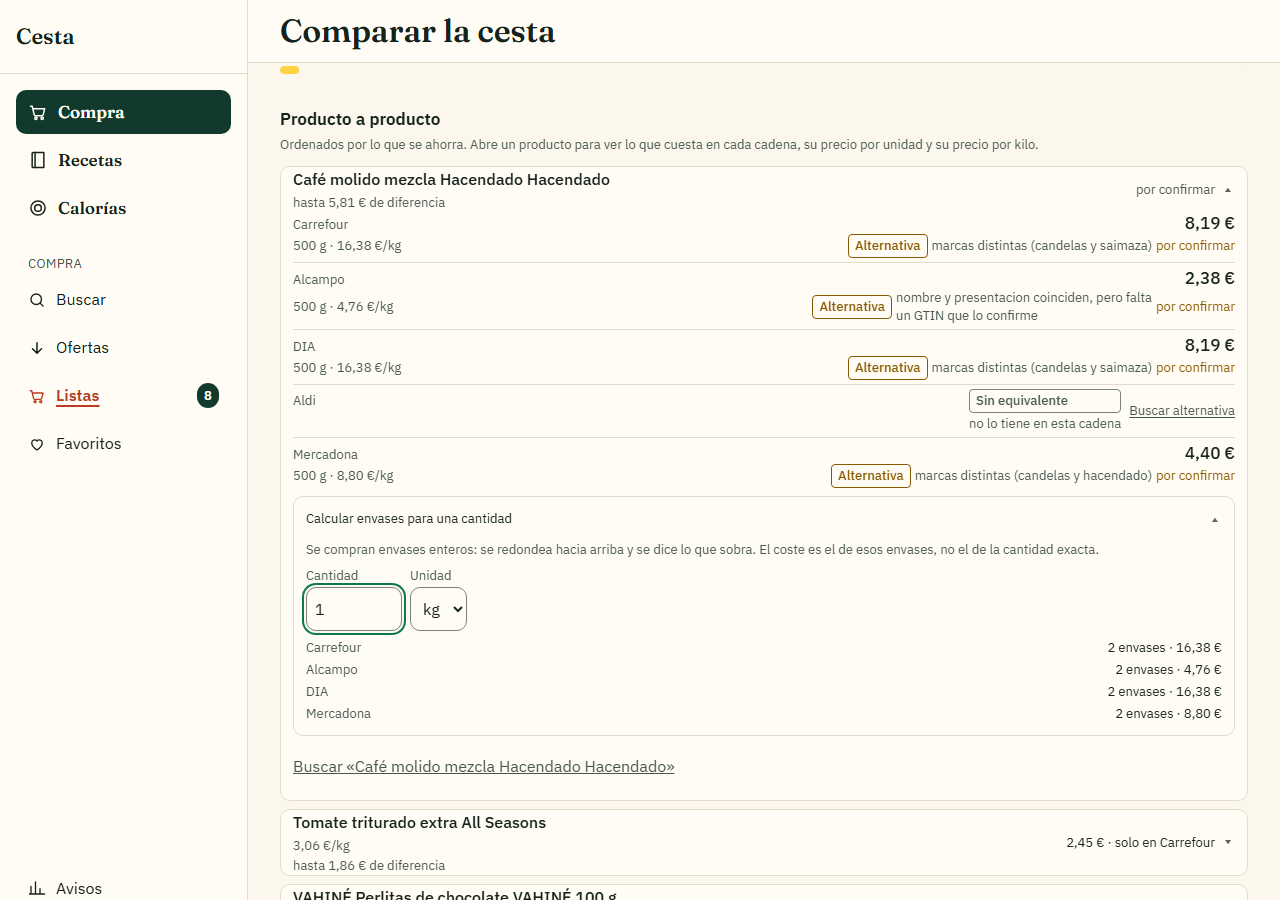 Cesta
Comparar la cesta
Compra
Recetas
Calorías
COMPRA
Buscar
Ofertas
Listas
8
Favoritos
Avisos
Producto a producto
Ordenados por lo que se ahorra. Abre un producto para ver lo que cuesta en cada cadena, su precio por unidad y su precio por kilo.
Café molido mezcla Hacendado Hacendado
hasta 5,81 € de diferencia
por confirmar
Carrefour
8,19 €
500 g · 16,38 €/kg
Alternativa marcas distintas (candelas y saimaza) por confirmar
Alcampo
2,38 €
500 g · 4,76 €/kg
Alternativa nombre y presentacion coinciden, pero falta
un GTIN que lo confirme
por confirmar
DIA
8,19 €
500 g · 16,38 €/kg
Alternativa marcas distintas (candelas y saimaza) por confirmar
Aldi
Sin equivalente
no lo tiene en esta cadena
Buscar alternativa
Mercadona
4,40 €
500 g · 8,80 €/kg
Alternativa marcas distintas (candelas y hacendado) por confirmar
Calcular envases para una cantidad
Se compran envases enteros: se redondea hacia arriba y se dice lo que sobra. El coste es el de esos envases, no el de la cantidad exacta.
Cantidad Unidad
1 kg
Carrefour 2 envases · 16,38 €
Alcampo 2 envases · 4,76 €
DIA 2 envases · 16,38 €
Mercadona 2 envases · 8,80 €
Buscar «Café molido mezcla Hacendado Hacendado»
Tomate triturado extra All Seasons
3,06 €/kg
hasta 1,86 € de diferencia
2,45 € · solo en Carrefour
VAHINÉ Perlitas de chocolate VAHINÉ 100 g